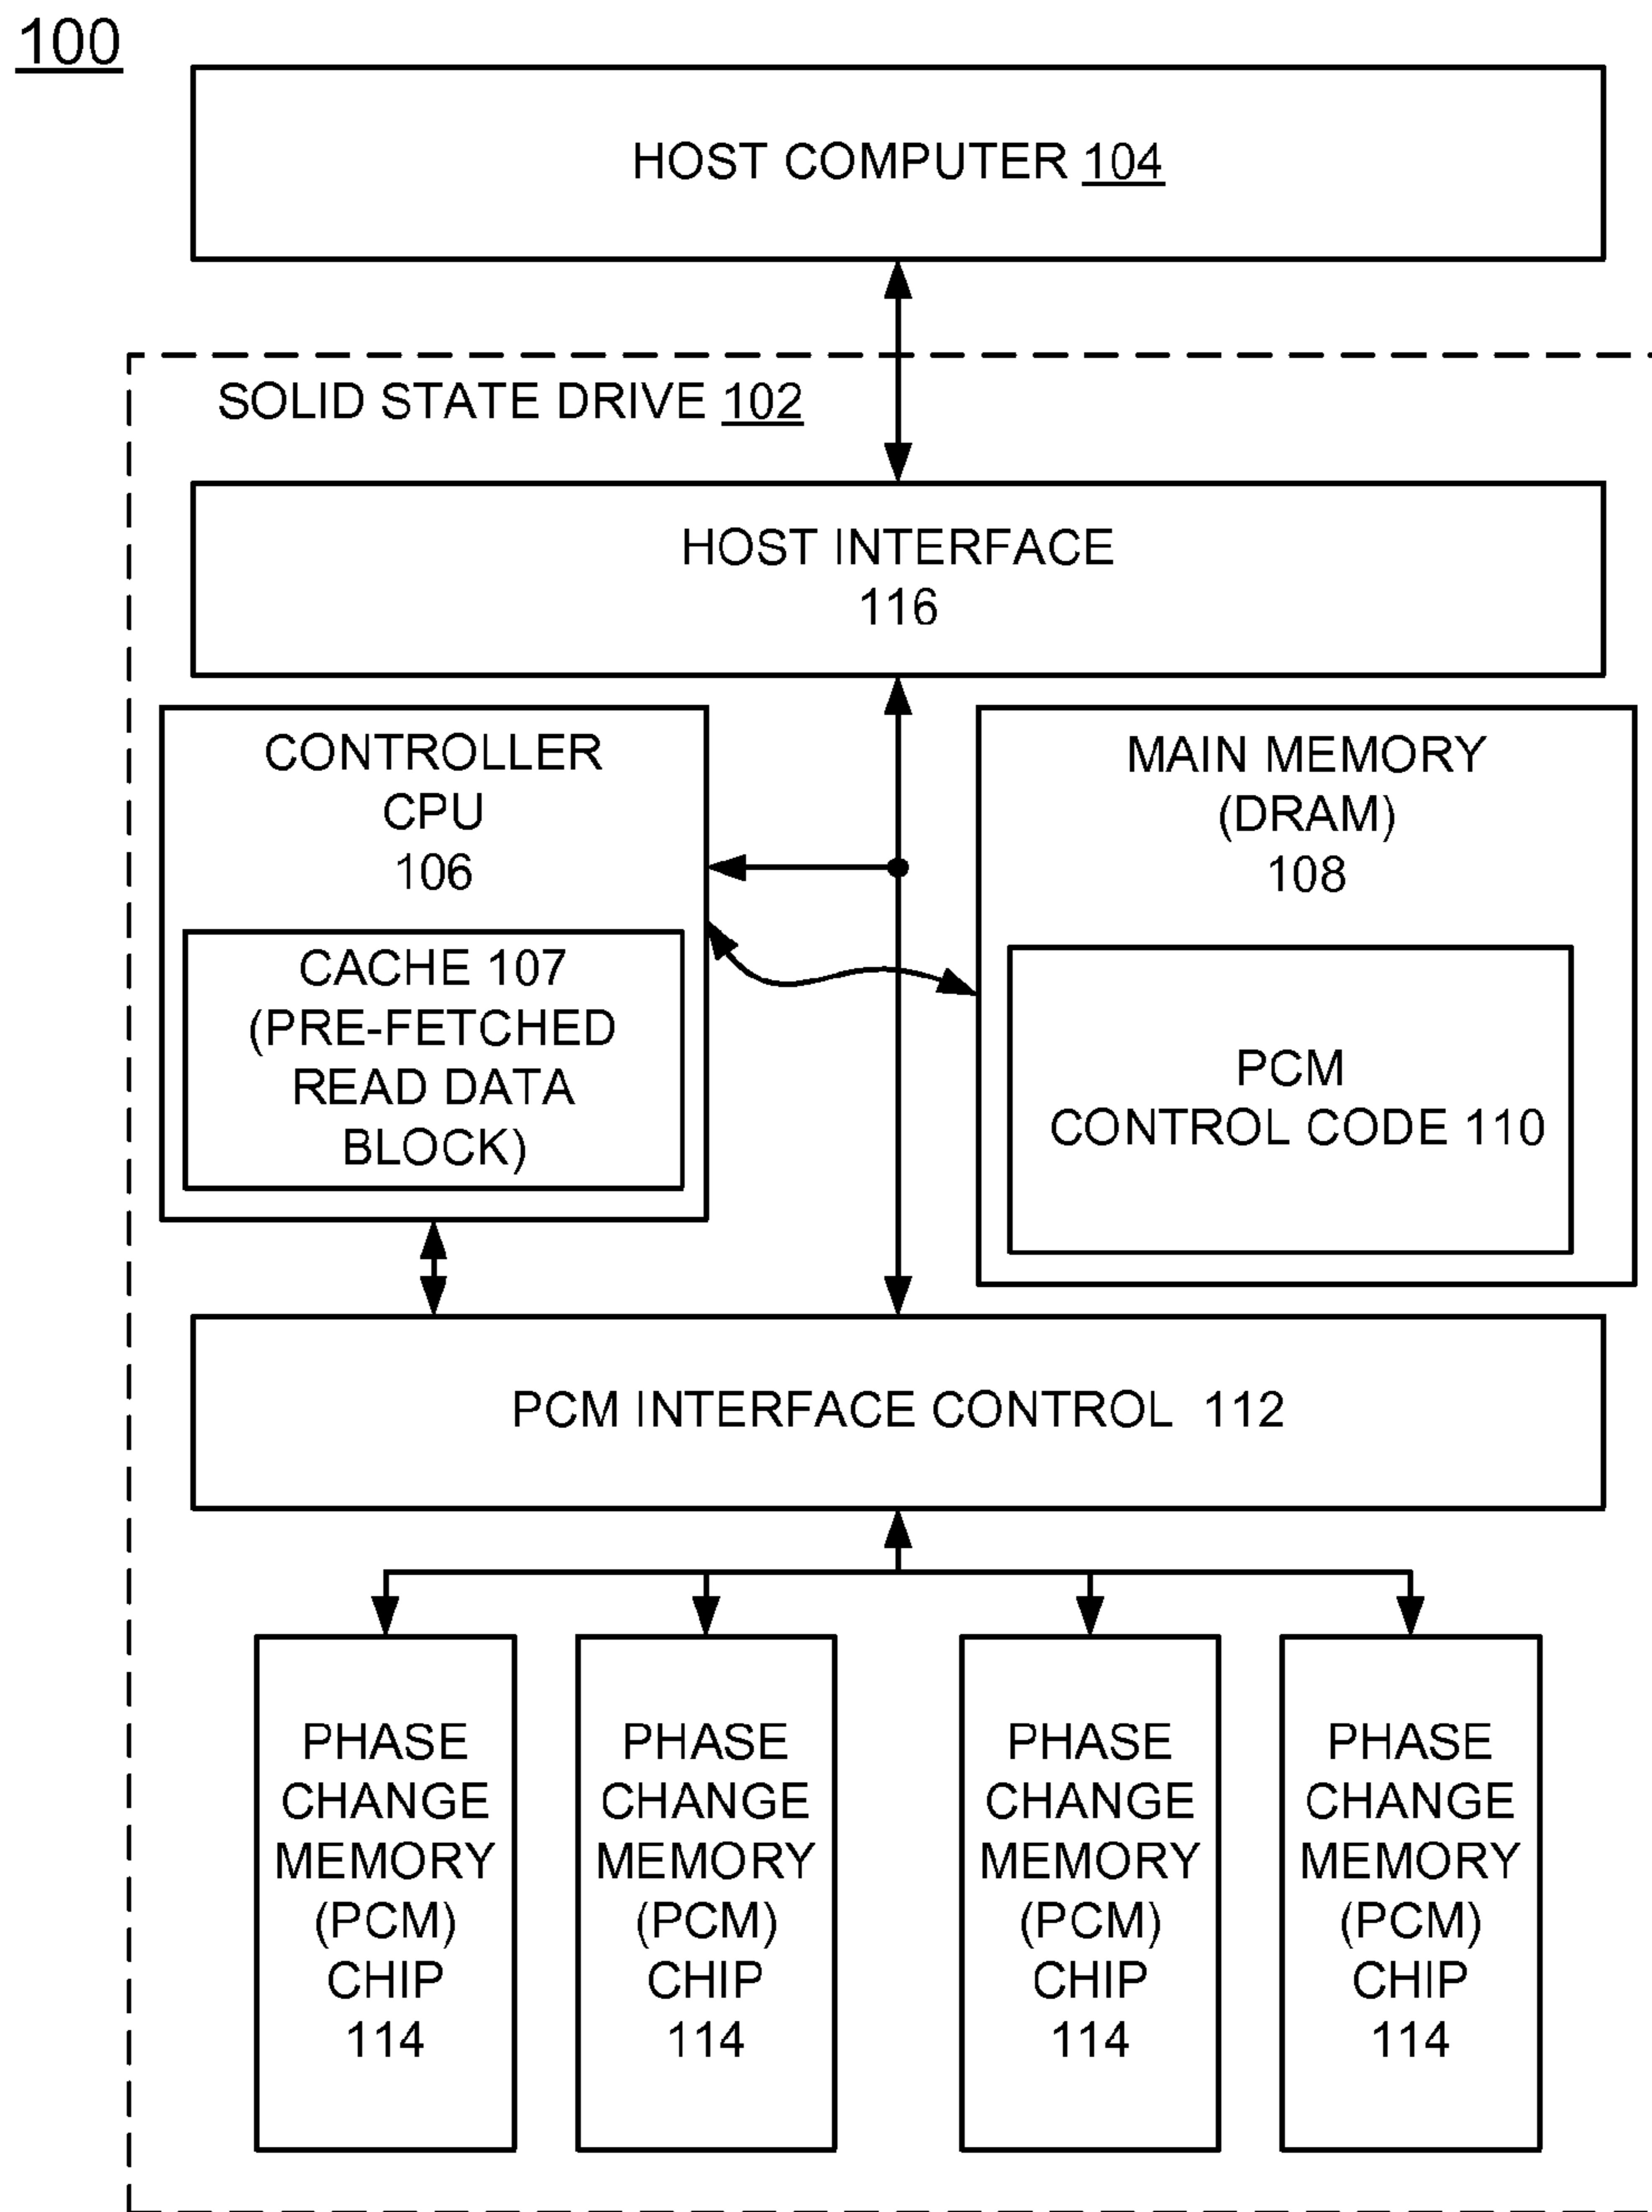 100
HOST COMPUTER 104
SOLID STATE DRIVE 102
HOST INTERFACE
116
CONTROLLER
CPU
106
CACHE 107
(PRE-FETCHED
READ DATA
BLOCK)
MAIN MEMORY
(DRAM)
108
PCM
CONTROL CODE 110
PCM INTERFACE CONTROL 112
PHASE
CHANGE
MEMORY
(PCM)
CHIP
114
PHASE
CHANGE
MEMORY
(PCM)
CHIP
114
PHASE
CHANGE
MEMORY
(PCM)
CHIP
114
PHASE
CHANGE
MEMORY
(PCM)
CHIP
114